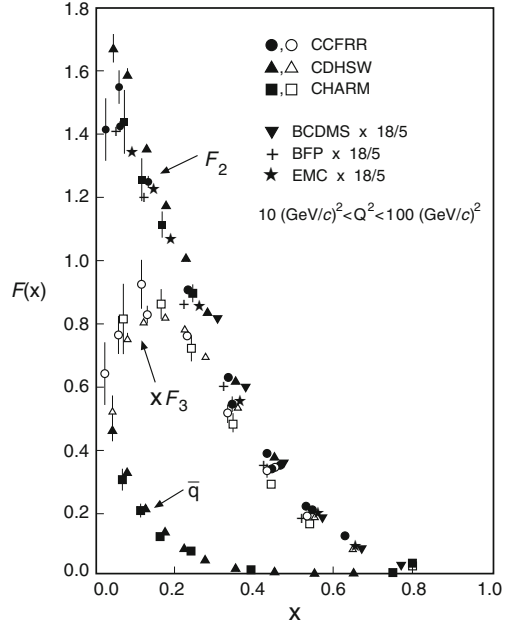 1.8
1.6
1.4
1.2
1.0
0.8
0.6
0.4
0.2
0.0
F(x)
0.0 0.2 0.4 0.6 0.8 1.0
x
●,○ CCFRR
▲,△ CDHSW
■,□ CHARM
▼ BCDMS x 18/5
+ BFP x 18/5
★ EMC x 18/5
10 (GeV/c)²<Q²<100 (GeV/c)²
F₂
xF₃
q̅